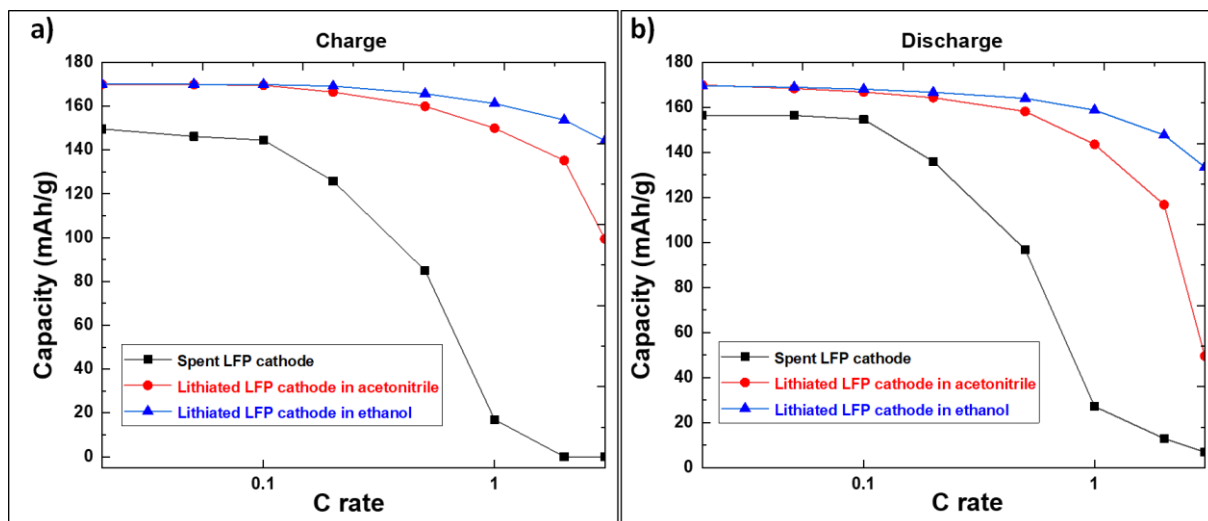 a)
Charge
180
160
140
120
100
80
60
40
20
0
Capacity (mAh/g)
Spent LFP cathode
Lithiated LFP cathode in acetonitrile
Lithiated LFP cathode in ethanol
0.1
1
C rate
b)
Discharge
180
160
140
120
100
80
60
40
20
0
Capacity (mAh/g)
Spent LFP cathode
Lithiated LFP cathode in acetonitrile
Lithiated LFP cathode in ethanol
0.1
1
C rate